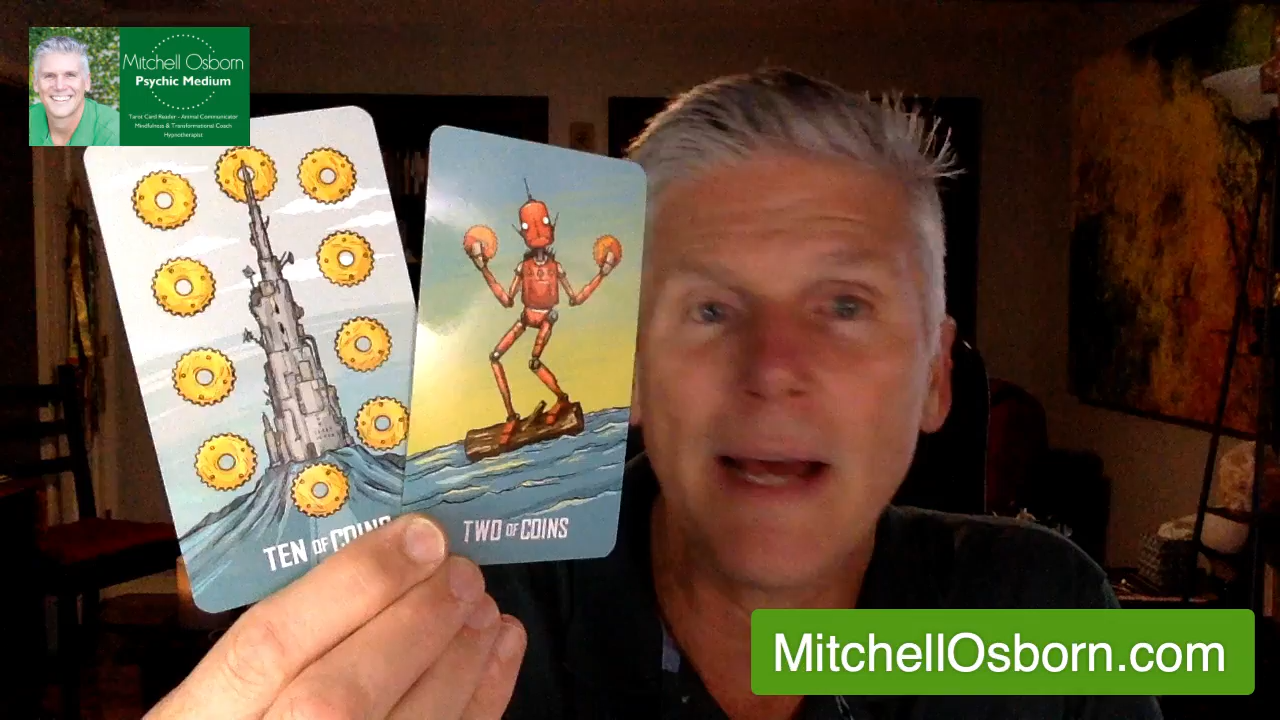 Mitchell Osborn
Psychic Medium
Tarot Card Reader - Animal Communicator
Mindfulness & Transformational Coach
Hypnotherapist
TEN OF COINS
TWO OF COINS
MitchellOsborn.com